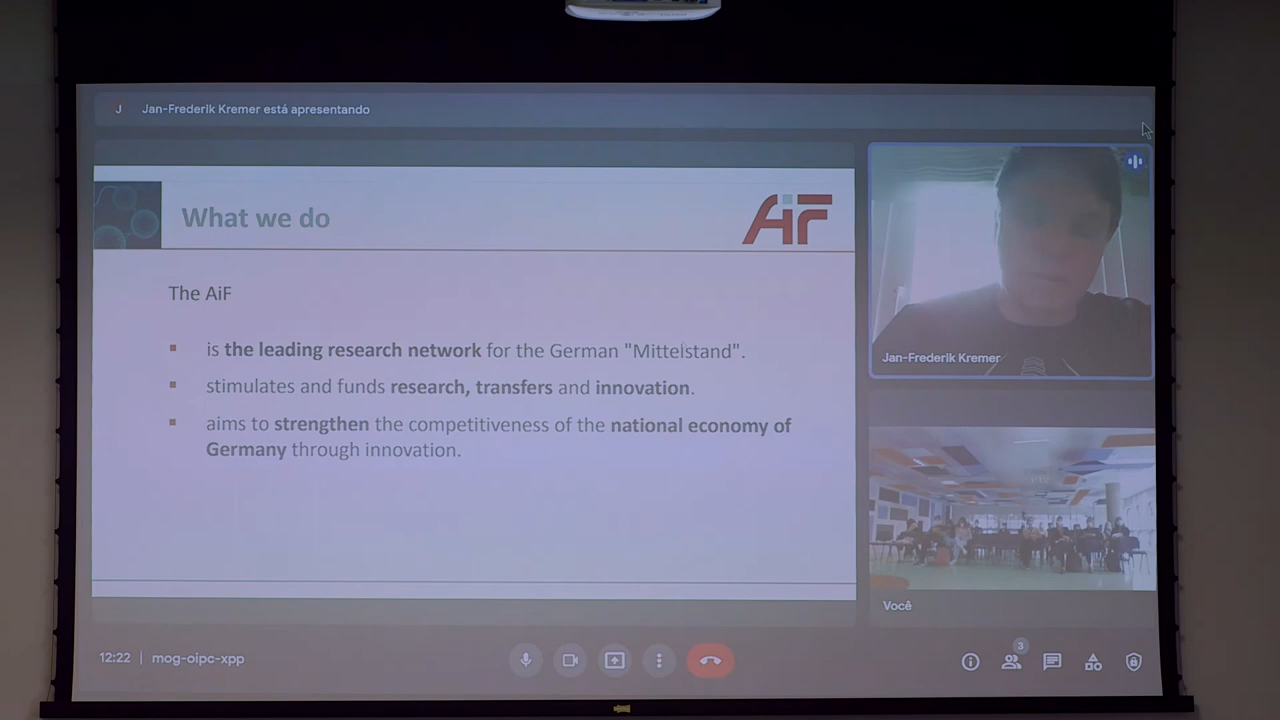 J Jan-Frederik Kremer está apresentando
What we do
AiF
The AiF
is the leading research network for the German "Mittelstand".
stimulates and funds research, transfers and innovation.
aims to strengthen the competitiveness of the national economy of
Germany through innovation.
Jan-Frederik Kremer
Você
12:22 | mog-oipc-xpp
3